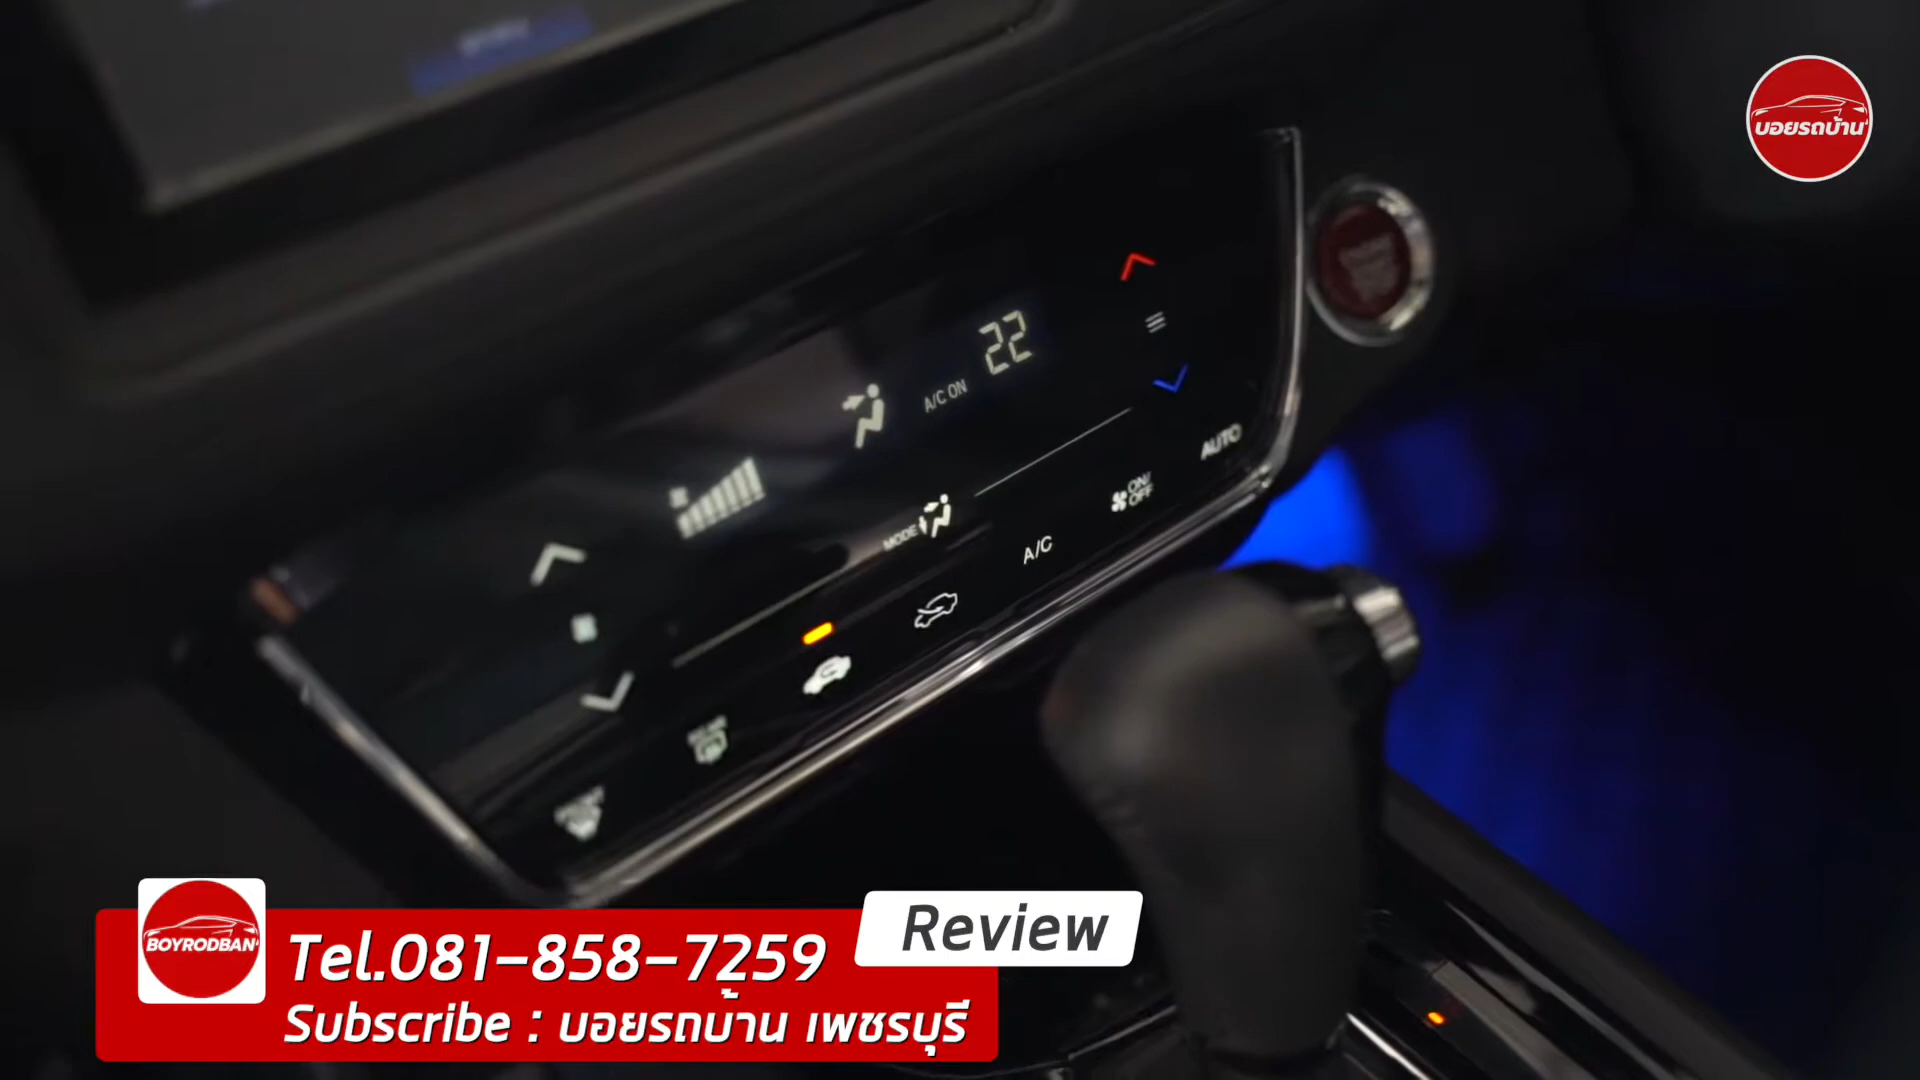 บอยรถบ้าน
22
A/C ON
AUTO
ON/
OFF
MODE
A/C
BOYRODBAN
Tel.081-858-7259
Review
Subscribe : บอยรถบ้าน เพชรบุรี